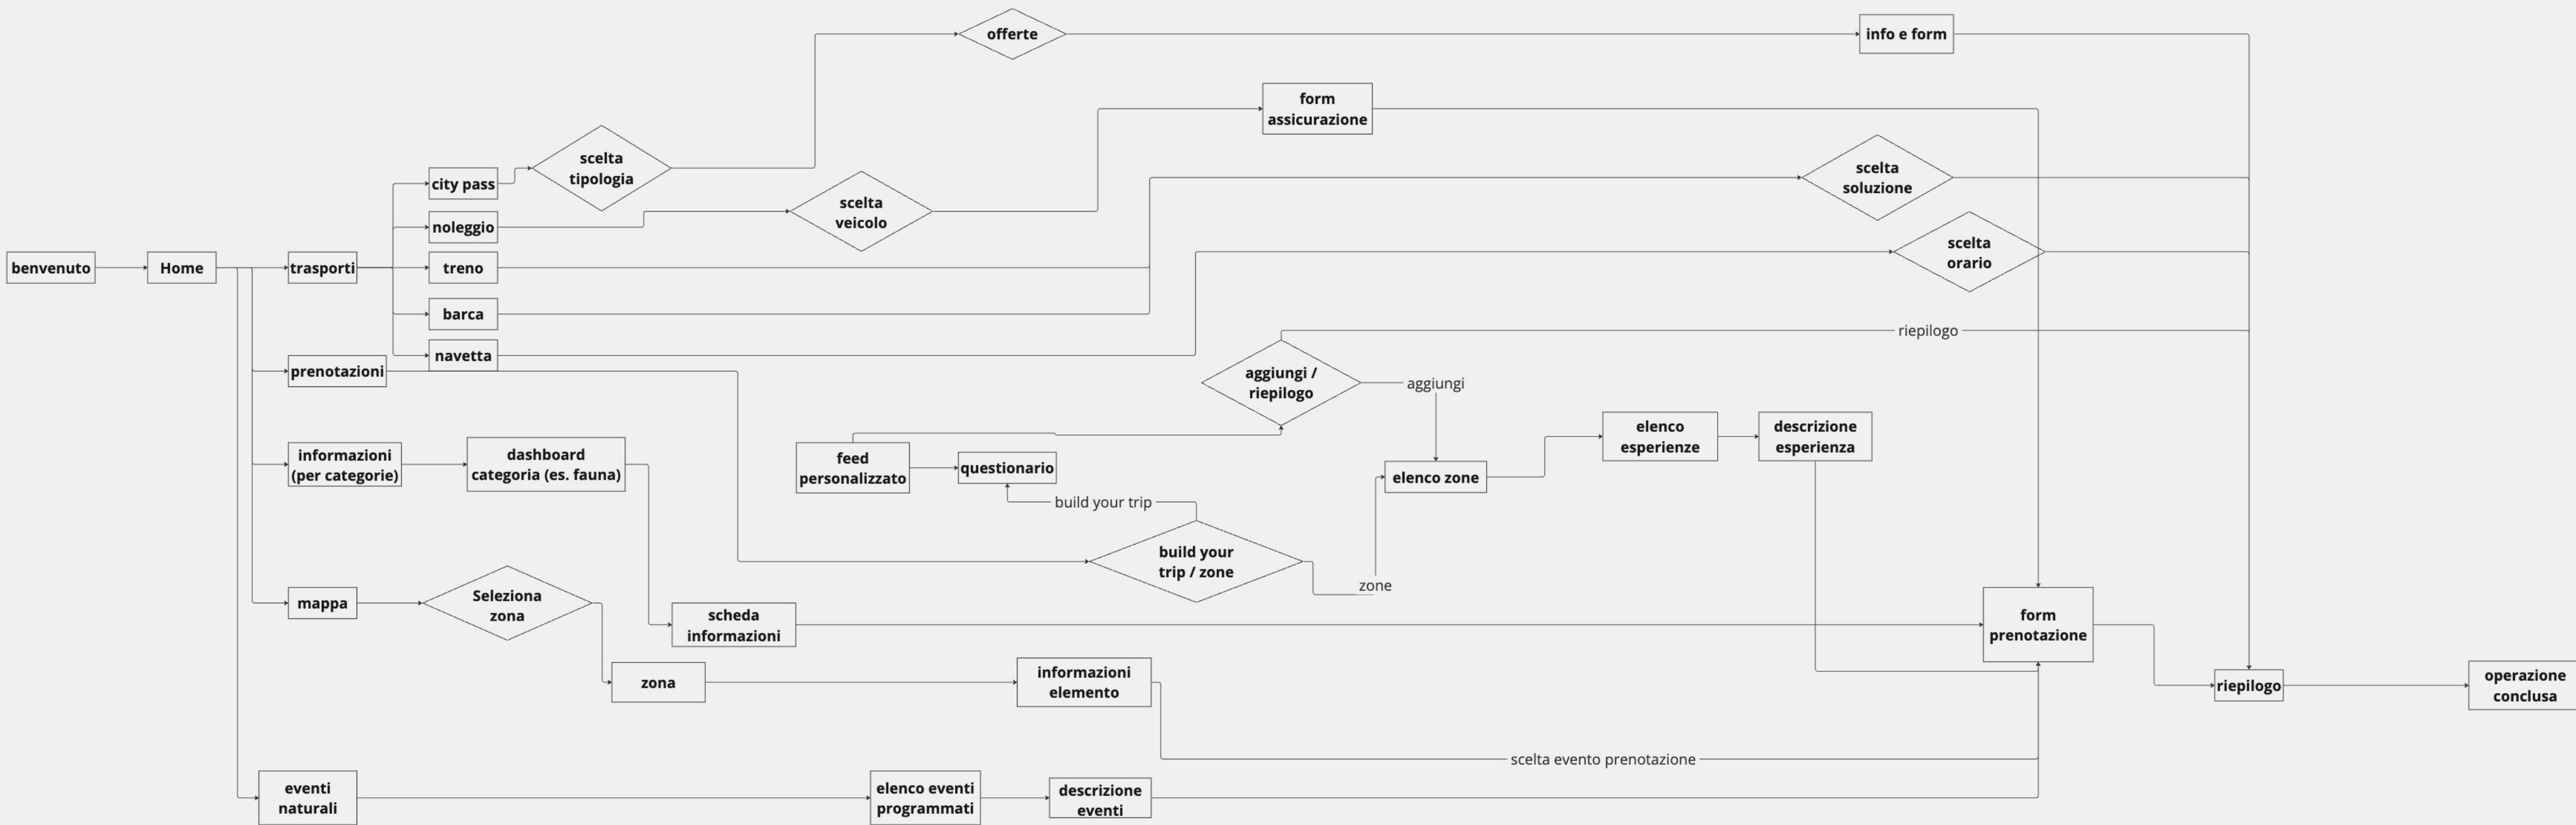 offerte
info e form
form
assicurazione
scelta
tipologia
scelta
soluzione
city pass
scelta
veicolo
noleggio
scelta
orario
benvenuto
Home
trasporti
treno
barca
riepilogo
navetta
prenotazioni
aggiungi /
riepilogo
aggiungi
elenco
esperienze
descrizione
esperienza
informazioni
(per categorie)
dashboard
categoria (es. fauna)
feed
personalizzato
questionario
elenco zone
build your trip
build your
trip / zone
zone
mappa
Seleziona
zona
scheda
informazioni
form
prenotazione
zona
informazioni
elemento
riepilogo
operazione
conclusa
scelta evento prenotazione
eventi
naturali
elenco eventi
programmati
descrizione
eventi